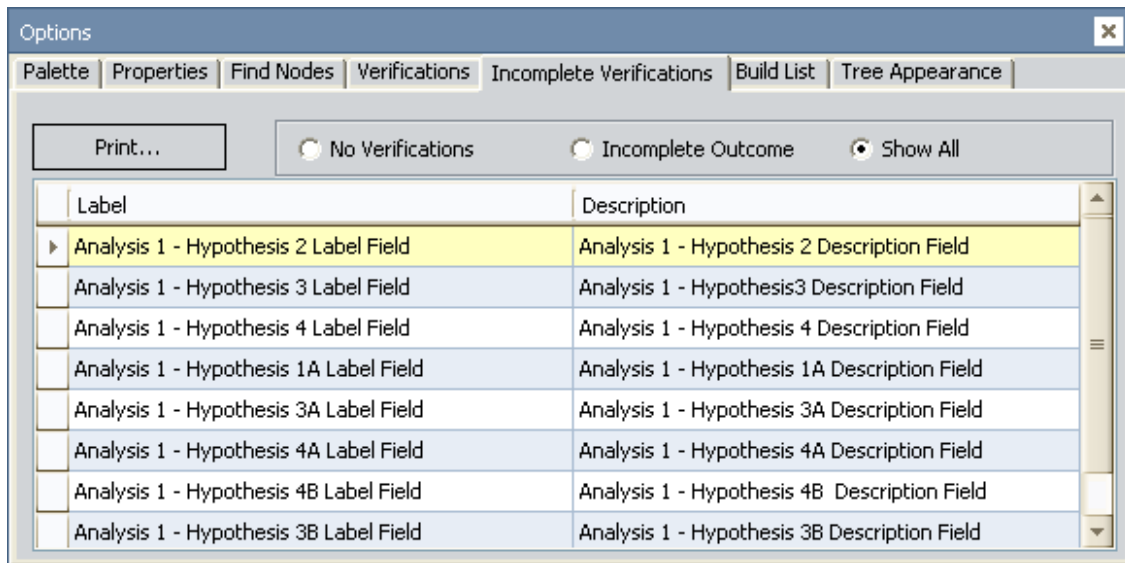 Options
Palette Properties Find Nodes Verifications Incomplete Verifications Build List Tree Appearance
Print... No Verifications Incomplete Outcome Show All
Label Description
Analysis 1 - Hypothesis 2 Label Field Analysis 1 - Hypothesis 2 Description Field
Analysis 1 - Hypothesis 3 Label Field Analysis 1 - Hypothesis3 Description Field
Analysis 1 - Hypothesis 4 Label Field Analysis 1 - Hypothesis 4 Description Field
Analysis 1 - Hypothesis 1A Label Field Analysis 1 - Hypothesis 1A Description Field
Analysis 1 - Hypothesis 3A Label Field Analysis 1 - Hypothesis 3A Description Field
Analysis 1 - Hypothesis 4A Label Field Analysis 1 - Hypothesis 4A Description Field
Analysis 1 - Hypothesis 4B Label Field Analysis 1 - Hypothesis 4B  Description Field
Analysis 1 - Hypothesis 3B Label Field Analysis 1 - Hypothesis 3B Description Field